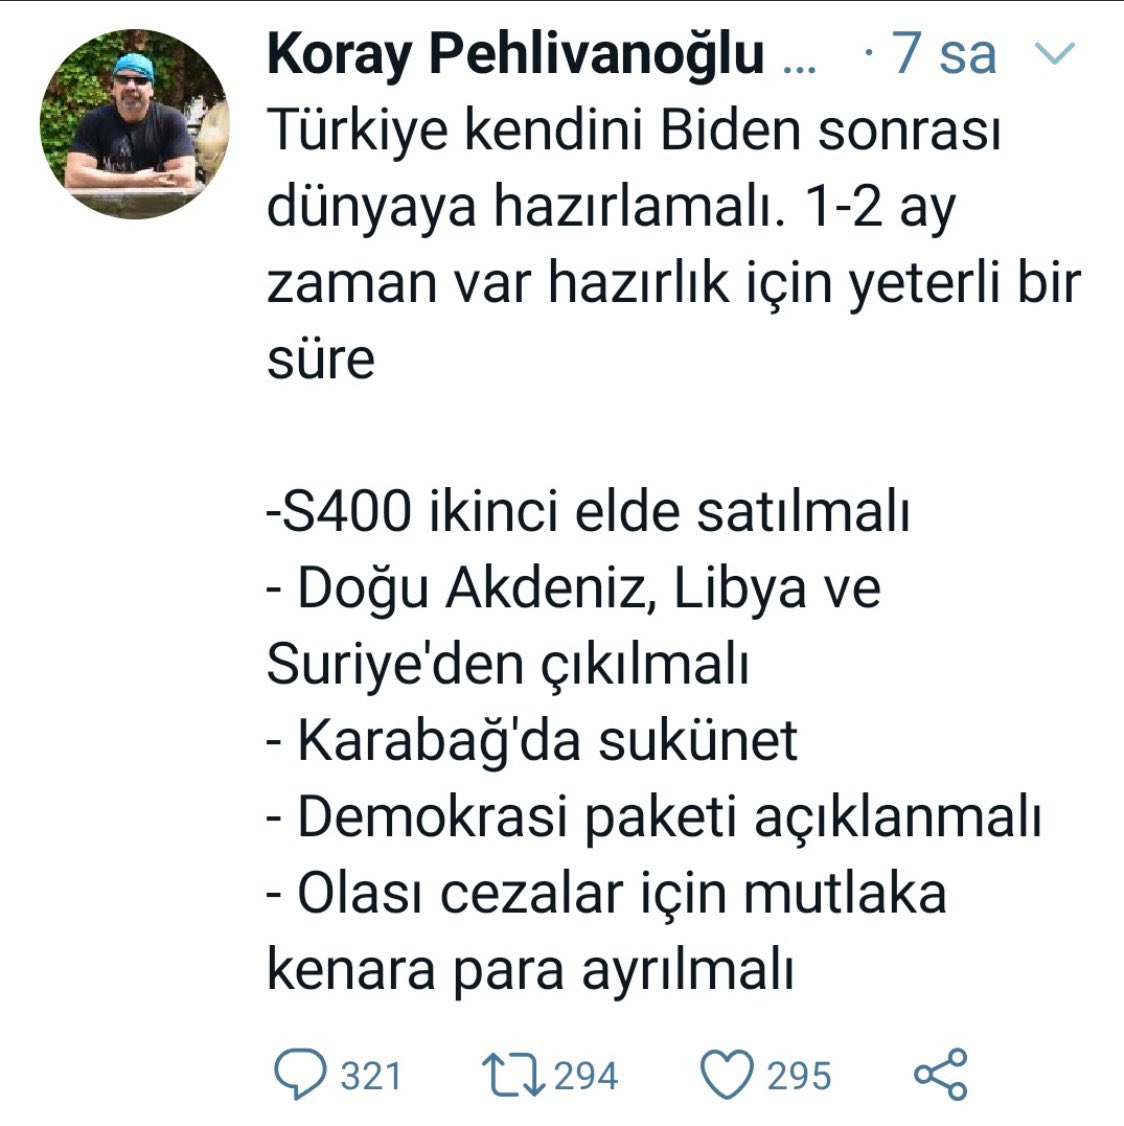 Koray Pehlivanoğlu ... · 7 sa
Türkiye kendini Biden sonrası
dünyaya hazırlamalı. 1-2 ay
zaman var hazırlık için yeterli bir
süre
-S400 ikinci elde satılmalı
- Doğu Akdeniz, Libya ve
Suriye'den çıkılmalı
- Karabağ'da sukünet
- Demokrasi paketi açıklanmalı
- Olası cezalar için mutlaka
kenara para ayrılmalı
321 294 295